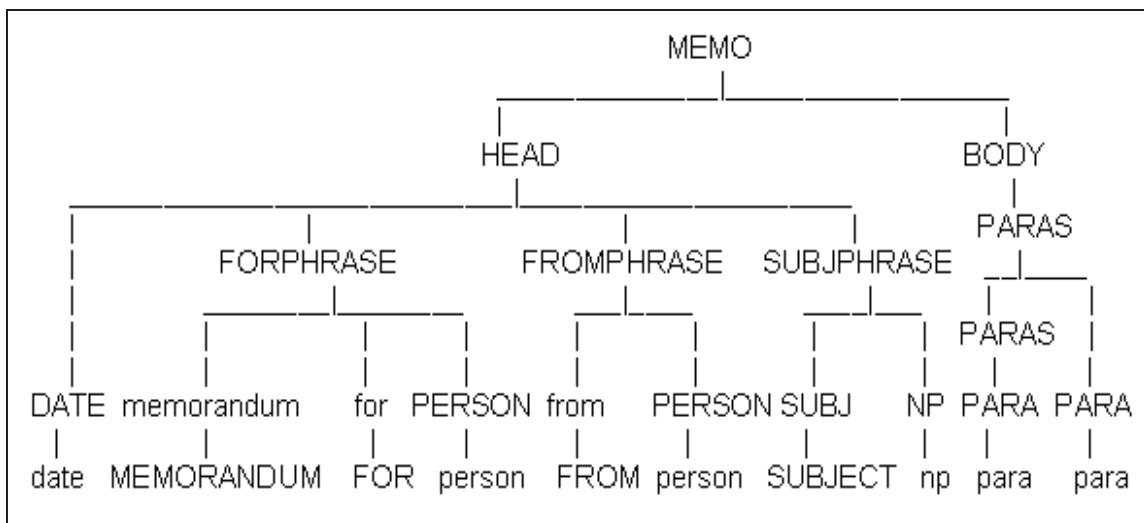 MEMO
HEAD BODY
PARAS
FORPHRASE FROMPHRASE SUBJPHRASE
PARAS
DATE memorandum for PERSON from PERSON SUBJ NP PARA PARA
date MEMORANDUM FOR person FROM person SUBJECT np para para